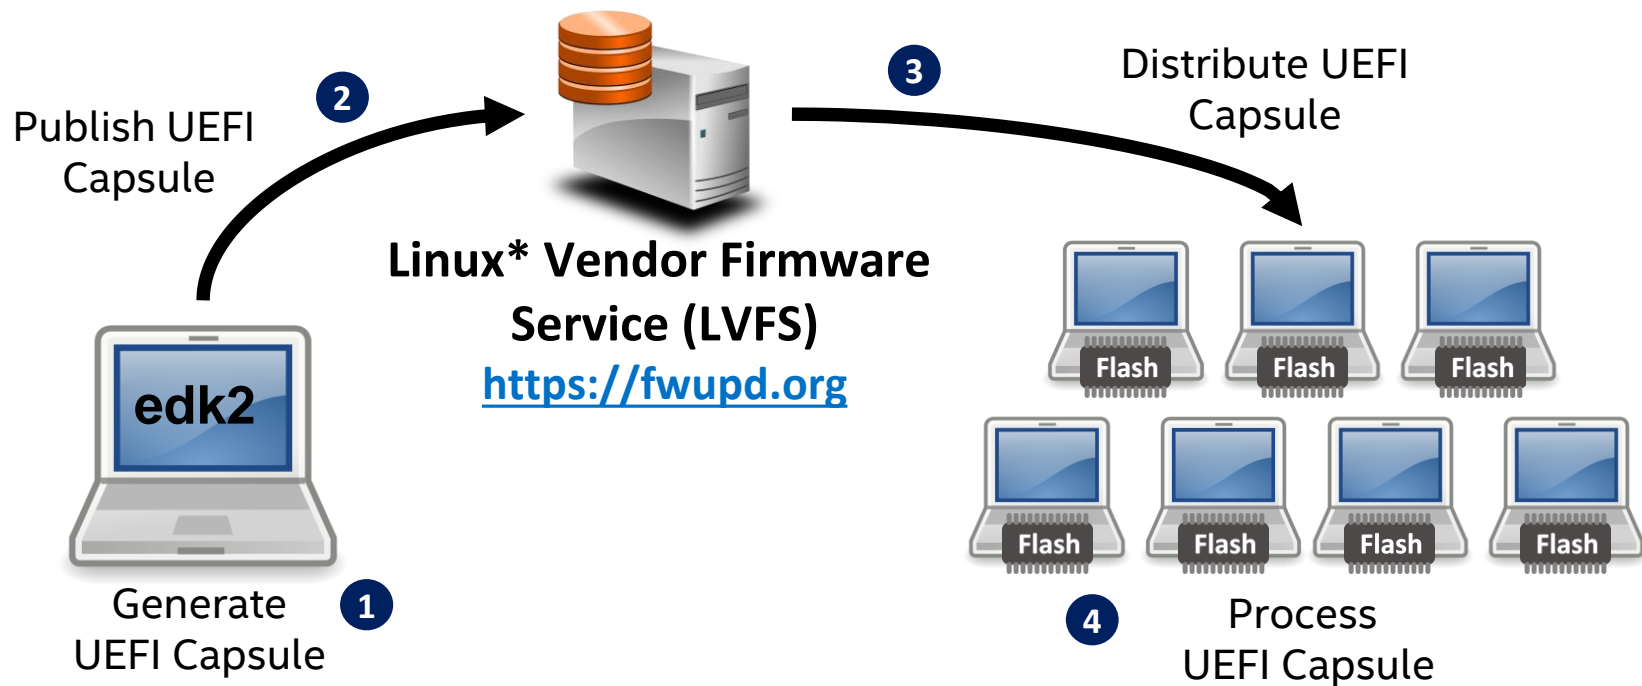 Publish UEFI
Capsule
2
3
Distribute UEFI
Capsule
Linux* Vendor Firmware
Service (LVFS)
https://fwupd.org
edk2
Generate
UEFI Capsule
1
Flash
Flash
Flash
Flash
Flash
Flash
Flash
4
Process
UEFI Capsule